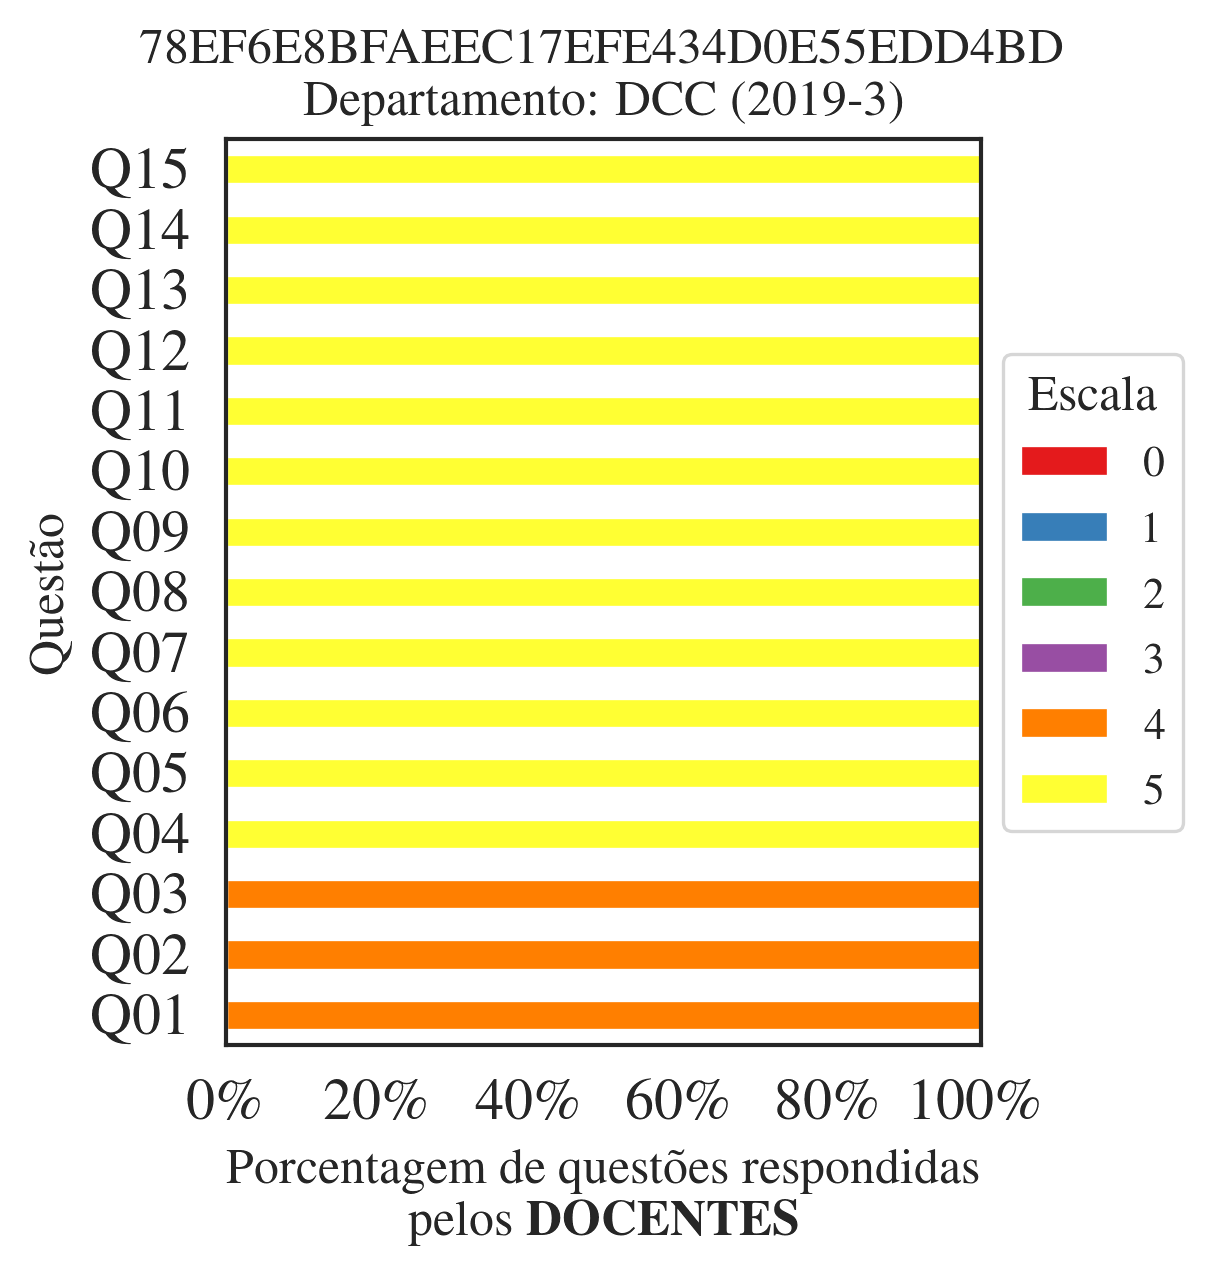 78EF6E8BFAEEC17EFE434D0E55EDD4BD
Departamento: DCC (2019-3)
Questão
Q15
Q14
Q13
Q12
Q11
Q10
Q09
Q08
Q07
Q06
Q05
Q04
Q03
Q02
Q01
0% 20% 40% 60% 80% 100%
Porcentagem de questões respondidas
pelos DOCENTES
Escala
0
1
2
3
4
5